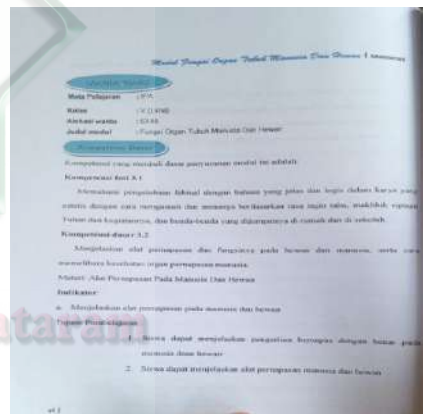 Modul Fungsi Organ Tubuh Manusia Dan Hewan |
Mata Pelajaran : IPA
Kelas : V (LIMA)
Alokasi waktu
Judul modul : Fungsi Organ Tubuh Manusia Dan Hewan
Kompetensi Dasar
Kompetensi yang menjadi dasar penyusunan modul ini adalah
Kompetensi Inti 3.1
Memahami pengetahuan faktual dengan bahasa yang jelas dan logis dalam karya yang
estetis dengan cara mengamati dan menanya berdasarkan rasa ingin tahu, makhluk ciptaan
Tuhan dan kegiatannya, dan benda-benda yang dijumpainya di rumah dan di sekolah.
Kompetensi dasar 3.2
Menjelaskan alat pernapasan dan fungsinya pada hewan dan manusia, serta cara
memelihara kesehatan organ pernapasan manusia.
Materi: Alat Pernapasan Pada Manusia Dan Hewan
Indikator
Menjelaskan alat pernapasan pada manusia dan hewan
Tujuan Pembelajaran
1. Siswa dapat menjelaskan pengertian bernapas dengan benar pada
manusia dan hewan
2. Siswa dapat menjelaskan alat pernapasan manusia dan hewan
ataram